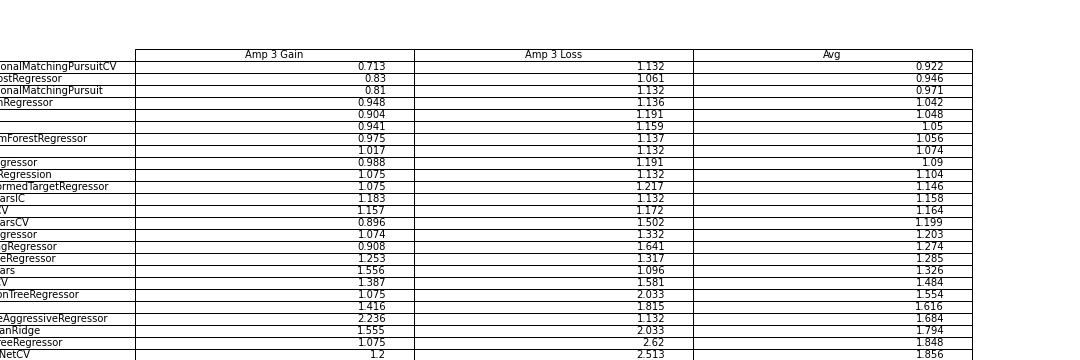 Amp 3 Gain Amp 3 Loss Avg
onalMatchingPursuitCV 0.713 1.132 0.922
ostRegressor 0.83 1.061 0.946
onalMatchingPursuit 0.81 1.132 0.971
nRegressor 0.948 1.136 1.042
0.904 1.191 1.048
0.941 1.159 1.05
mForestRegressor 0.975 1.137 1.056
1.017 1.132 1.074
gressor 0.988 1.191 1.09
Regression 1.075 1.132 1.104
ormedTargetRegressor 1.075 1.217 1.146
arsIC 1.183 1.132 1.158
CV 1.157 1.172 1.164
arsCV 0.896 1.502 1.199
gressor 1.074 1.332 1.203
ngRegressor 0.908 1.641 1.274
eRegressor 1.253 1.317 1.285
ars 1.556 1.096 1.326
CV 1.387 1.581 1.484
onTreeRegressor 1.075 2.033 1.554
1.416 1.815 1.616
eAggressiveRegressor 2.236 1.132 1.684
anRidge 1.555 2.033 1.794
reeRegressor 1.075 2.62 1.848
NetCV 1.2 2.513 1.856